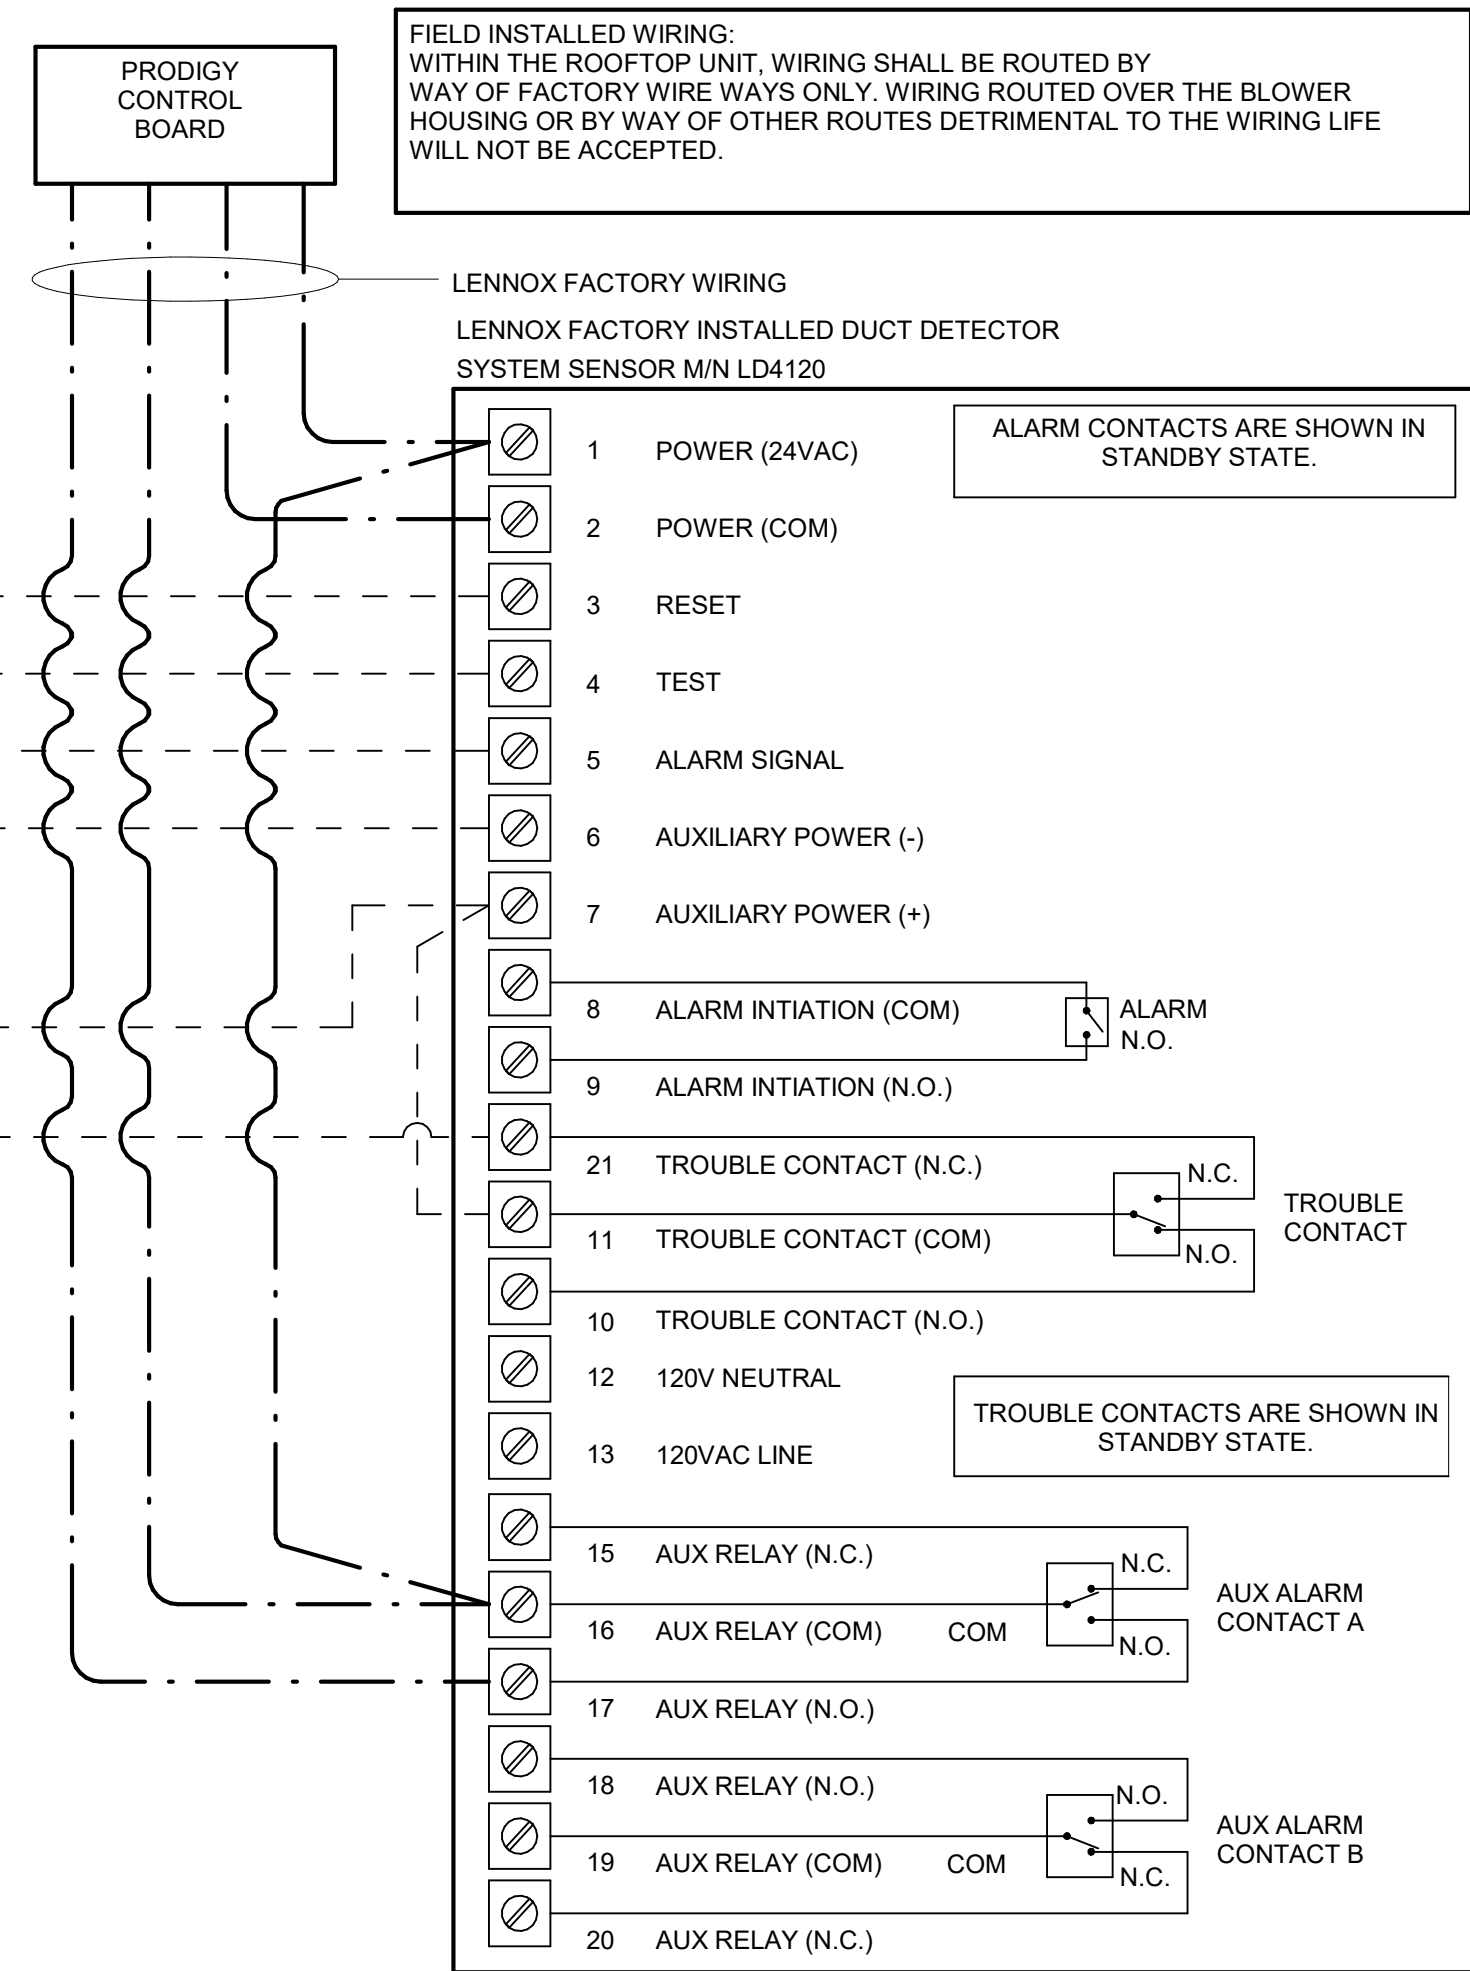 PRODIGY
CONTROL
BOARD
FIELD INSTALLED WIRING:
WITHIN THE ROOFTOP UNIT, WIRING SHALL BE ROUTED BY
WAY OF FACTORY WIRE WAYS ONLY. WIRING ROUTED OVER THE BLOWER
HOUSING OR BY WAY OF OTHER ROUTES DETRIMENTAL TO THE WIRING LIFE
WILL NOT BE ACCEPTED.
LENNOX FACTORY WIRING
LENNOX FACTORY INSTALLED DUCT DETECTOR
SYSTEM SENSOR M/N LD4120
ALARM CONTACTS ARE SHOWN IN
STANDBY STATE.
1 POWER (24VAC)
2 POWER (COM)
3 RESET
4 TEST
5 ALARM SIGNAL
6 AUXILIARY POWER (-)
7 AUXILIARY POWER (+)
8 ALARM INTIATION (COM)
ALARM
N.O.
9 ALARM INTIATION (N.O.)
21 TROUBLE CONTACT (N.C.)
N.C.
TROUBLE
CONTACT
11 TROUBLE CONTACT (COM)
N.O.
10 TROUBLE CONTACT (N.O.)
12 120V NEUTRAL
TROUBLE CONTACTS ARE SHOWN IN
STANDBY STATE.
13 120VAC LINE
15 AUX RELAY (N.C.)
N.C.
AUX ALARM
CONTACT A
16 AUX RELAY (COM) COM
N.O.
17 AUX RELAY (N.O.)
18 AUX RELAY (N.O.)
N.O.
AUX ALARM
CONTACT B
19 AUX RELAY (COM) COM
N.C.
20 AUX RELAY (N.C.)